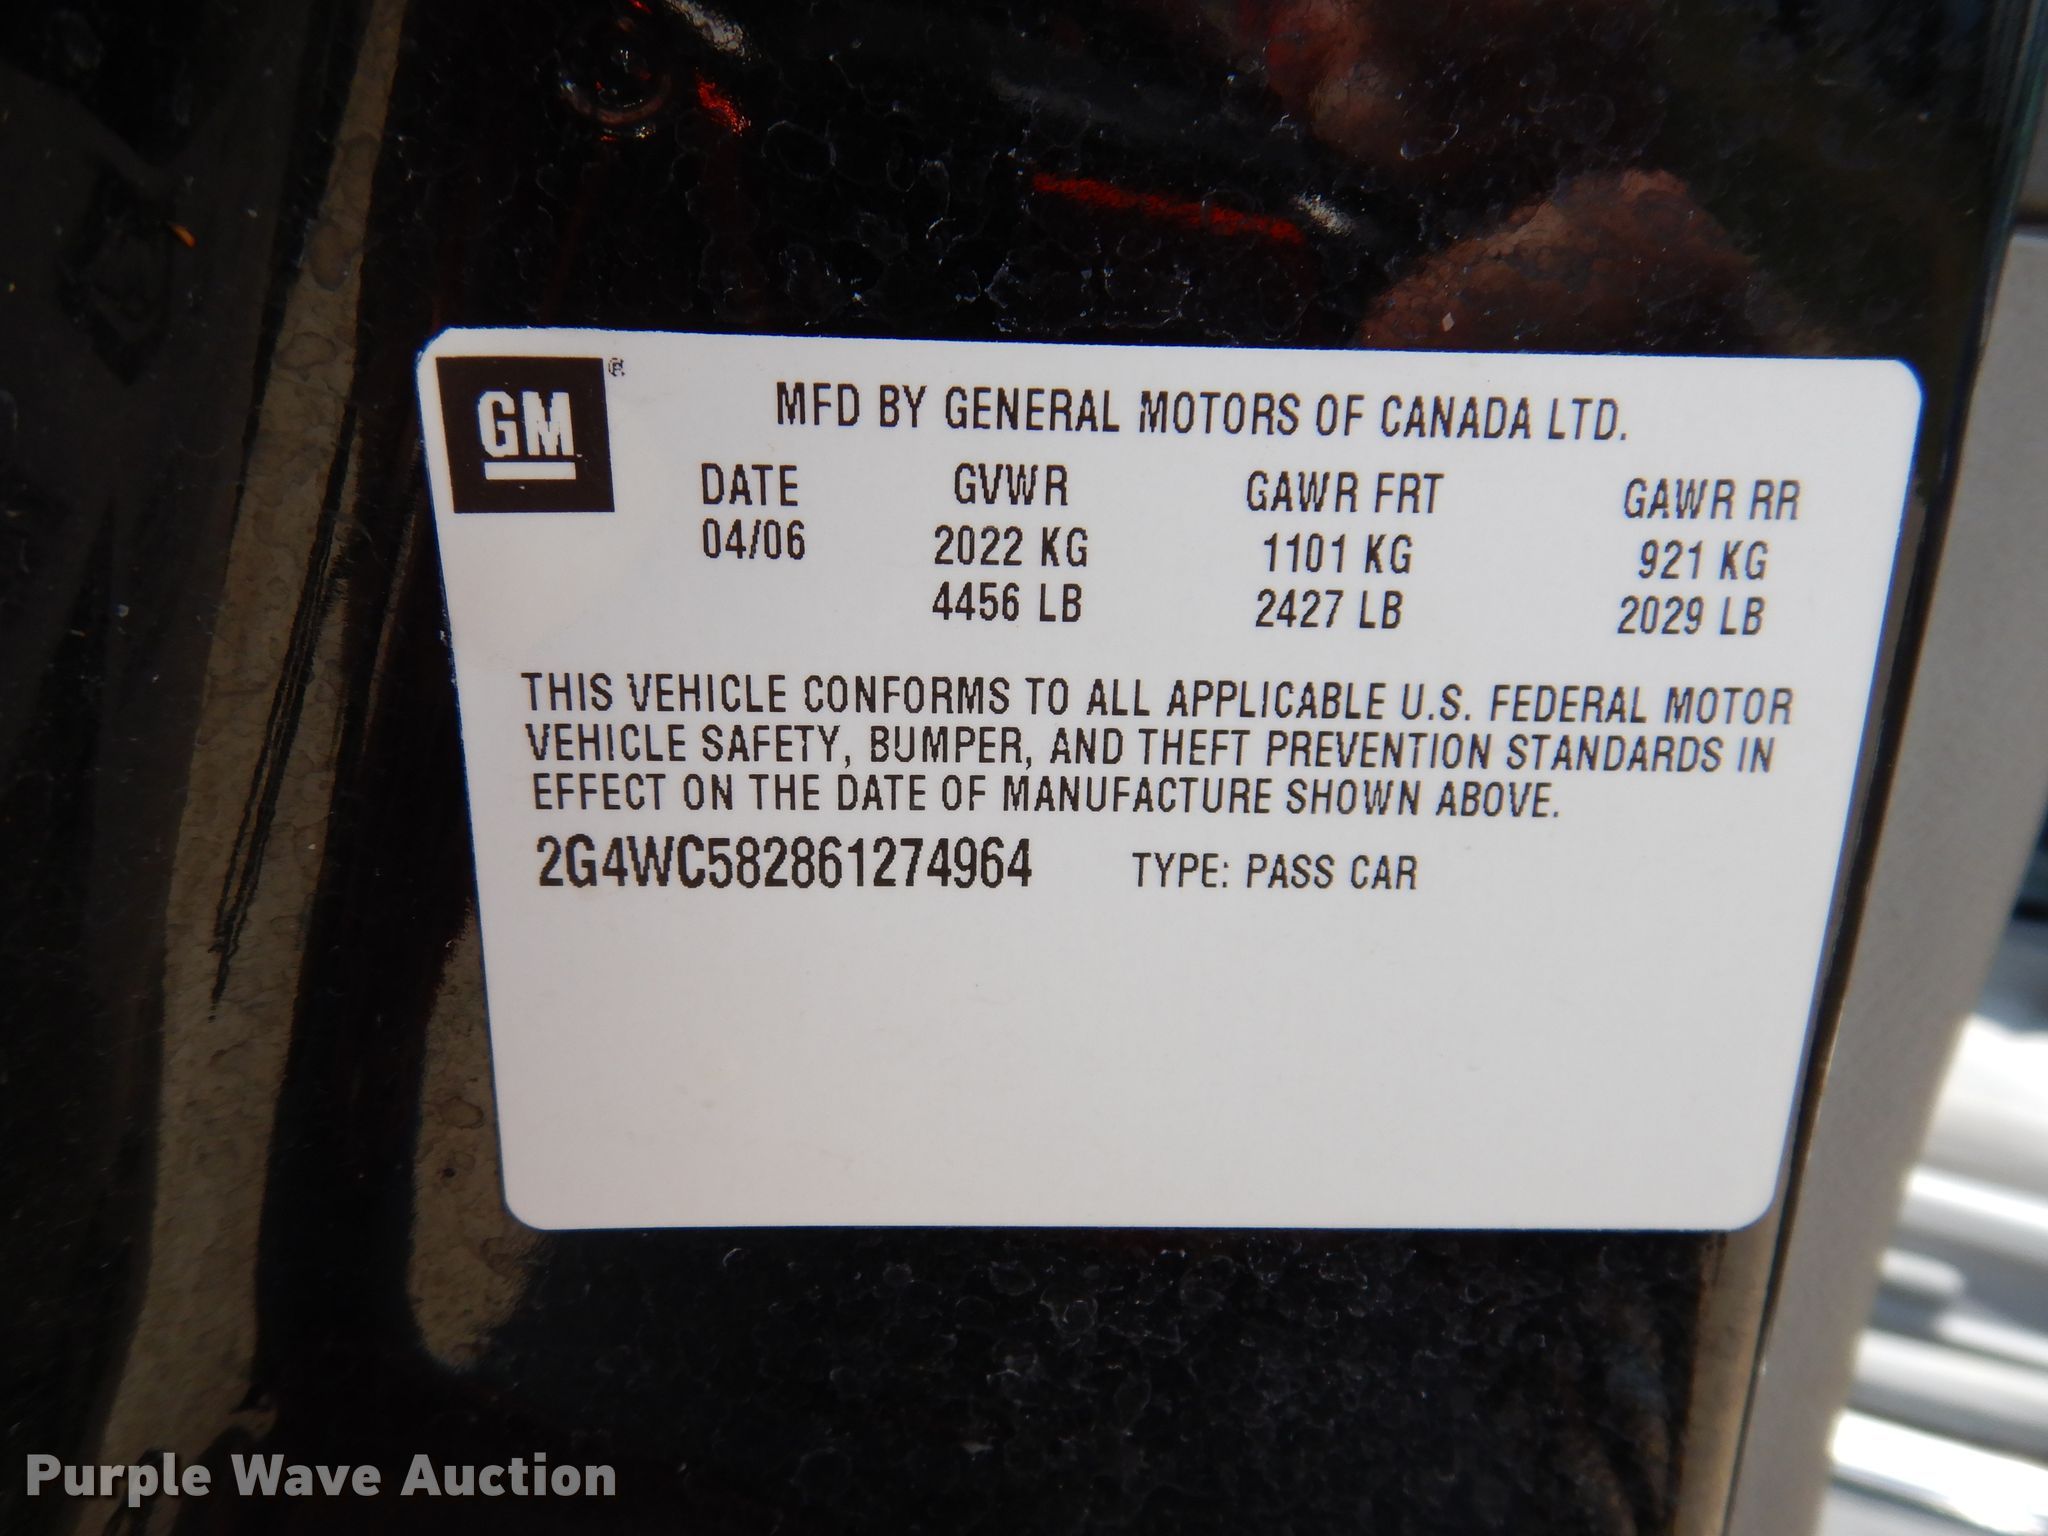 GM ®
MFD BY GENERAL MOTORS OF CANADA LTD.
DATE GVWR GAWR FRT GAWR RR
04/06 2022 KG 1101 KG 921 KG
4456 LB 2427 LB 2029 LB
THIS VEHICLE CONFORMS TO ALL APPLICABLE U.S. FEDERAL MOTOR
VEHICLE SAFETY, BUMPER, AND THEFT PREVENTION STANDARDS IN
EFFECT ON THE DATE OF MANUFACTURE SHOWN ABOVE.
2G4WC582861274964 TYPE: PASS CAR
Purple Wave Auction